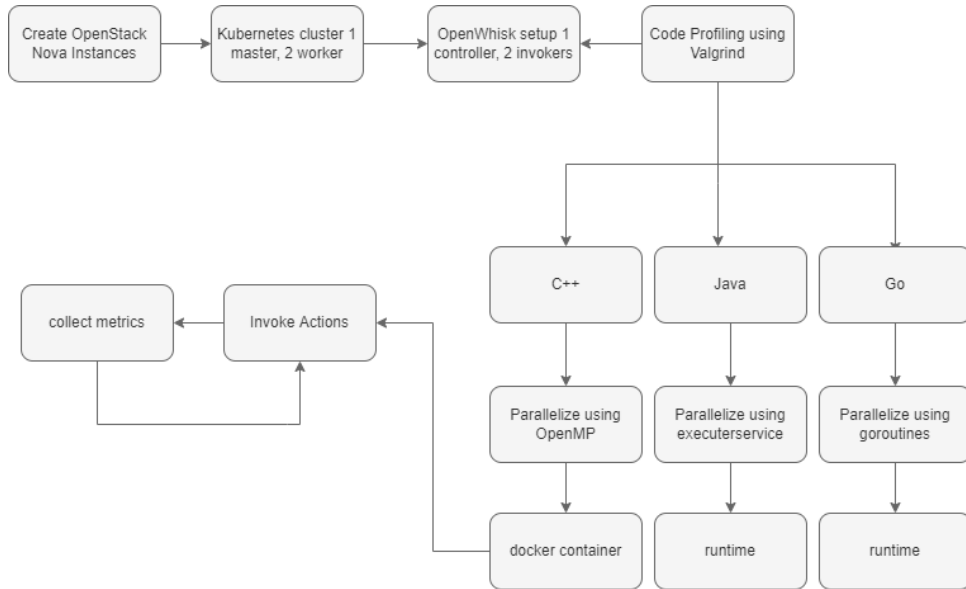 Create OpenStack
Nova Instances
Kubernetes cluster 1
master, 2 worker
OpenWhisk setup 1
controller, 2 invokers
Code Profiling using
Valgrind
C++
Java
Go
collect metrics
Invoke Actions
Parallelize using
OpenMP
Parallelize using
executerservice
Parallelize using
goroutines
docker container
runtime
runtime